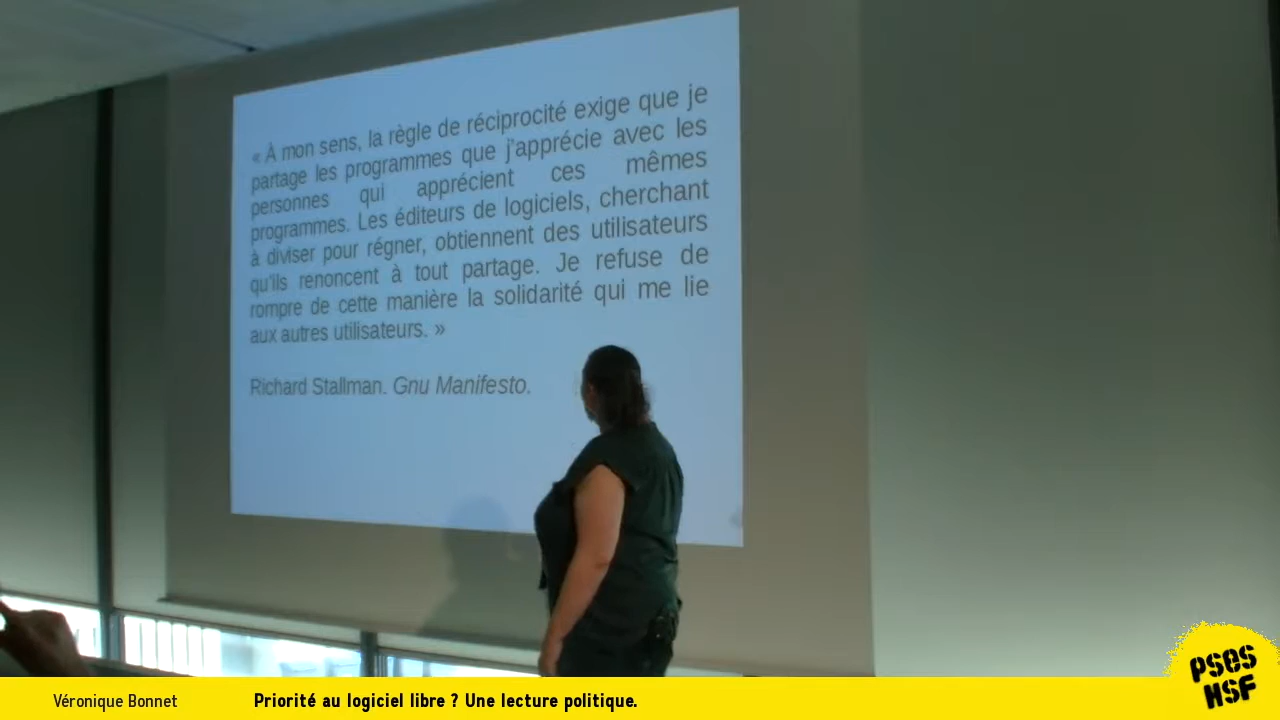 « À mon sens, la règle de réciprocité exige que je
partage les programmes que j'apprécie avec les
personnes qui apprécient ces mêmes
programmes. Les éditeurs de logiciels, cherchant
à diviser pour régner, obtiennent des utilisateurs
qu'ils renoncent à tout partage. Je refuse de
rompre de cette manière la solidarité qui me lie
aux autres utilisateurs. »
Richard Stallman. Gnu Manifesto.
PSES
HSF
Véronique Bonnet
Priorité au logiciel libre ? Une lecture politique.